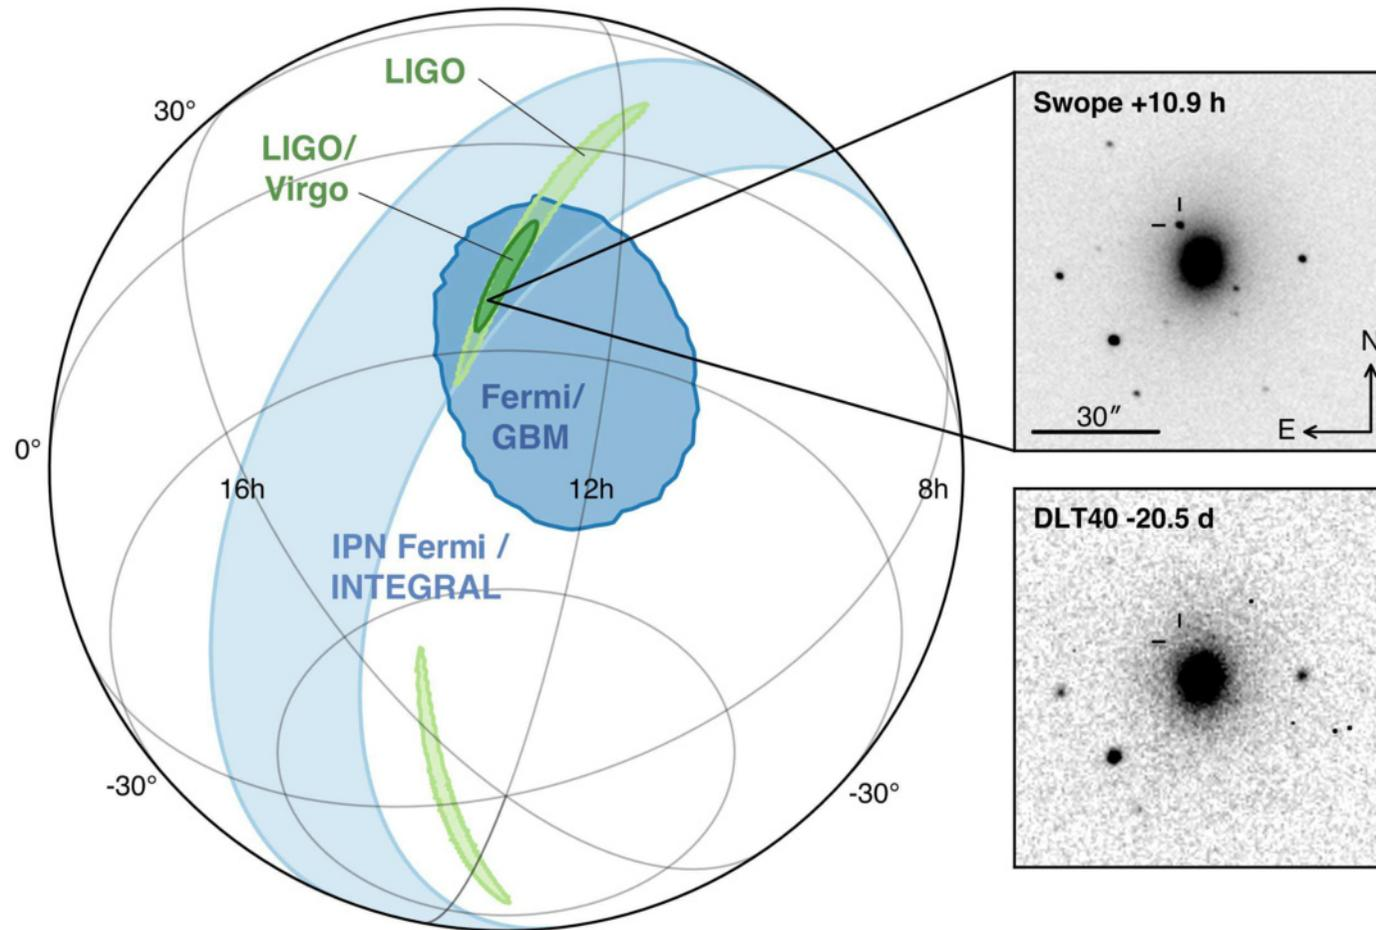 LIGO
30°
LIGO/
Virgo
Swope +10.9 h
30″
N
E
Fermi/
GBM
0°
16h
12h
8h
IPN Fermi /
INTEGRAL
DLT40 -20.5 d
-30°
-30°